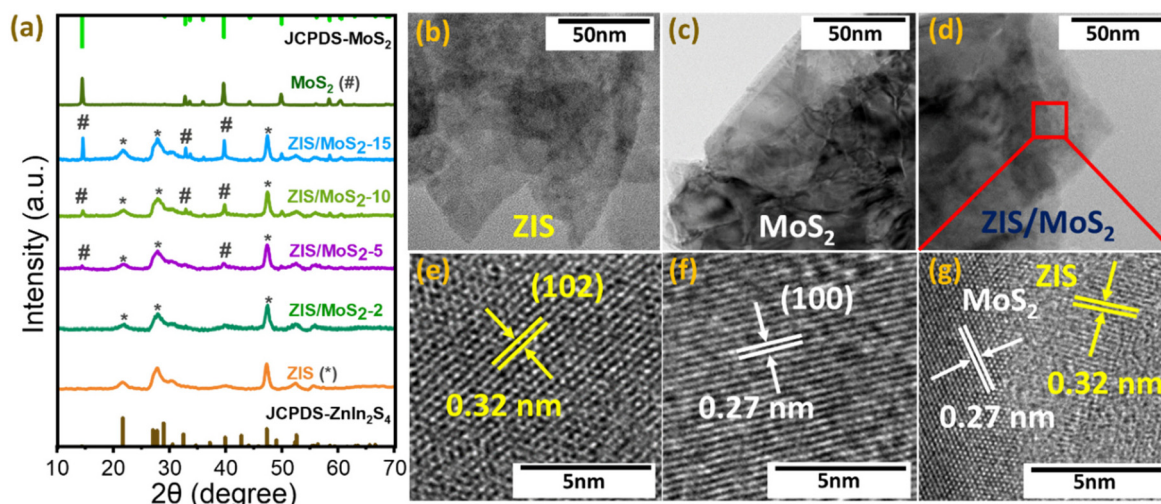 (a)
JCPDS-MoS₂
MoS₂ (#)
# # #
ZIS/MoS₂-15
* * *
# # #
ZIS/MoS₂-10
* * *
# #
ZIS/MoS₂-5
* * *
ZIS/MoS₂-2
* * *
ZIS (*)
JCPDS-ZnIn₂S₄
Intensity (a.u.)
10 20 30 40 50 60 70
2θ (degree)
(b)
50nm
ZIS
(c)
50nm
MoS₂
(d)
50nm
ZIS/MoS₂
(e)
(102)
0.32 nm
5nm
(f)
(100)
0.27 nm
5nm
(g)
ZIS
MoS₂
0.32 nm
0.27 nm
5nm